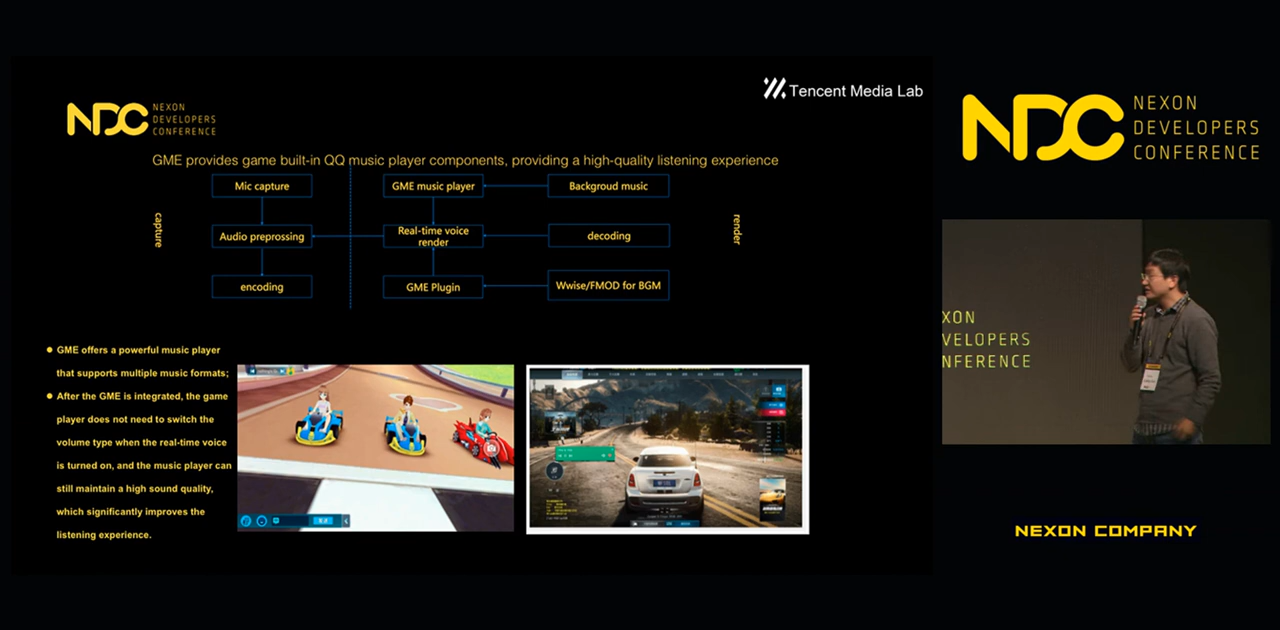 Tencent Media Lab
NDC NEXON
DEVELOPERS
CONFERENCE
GME provides game built-in QQ music player components, providing a high-quality listening experience
Mic capture
GME music player
Backgroud music
capture
Audio preprossing
Real-time voice
render
decoding
render
encoding
GME Plugin
Wwise/FMOD for BGM
GME offers a powerful music player
that supports multiple music formats;
After the GME is integrated, the game
player does not need to switch the
volume type when the real-time voice
is turned on, and the music player can
still maintain a high sound quality,
which significantly improves the
listening experience.
NDC NEXON
DEVELOPERS
CONFERENCE
XON
VELOPERS
NFERENCE
NEXON COMPANY